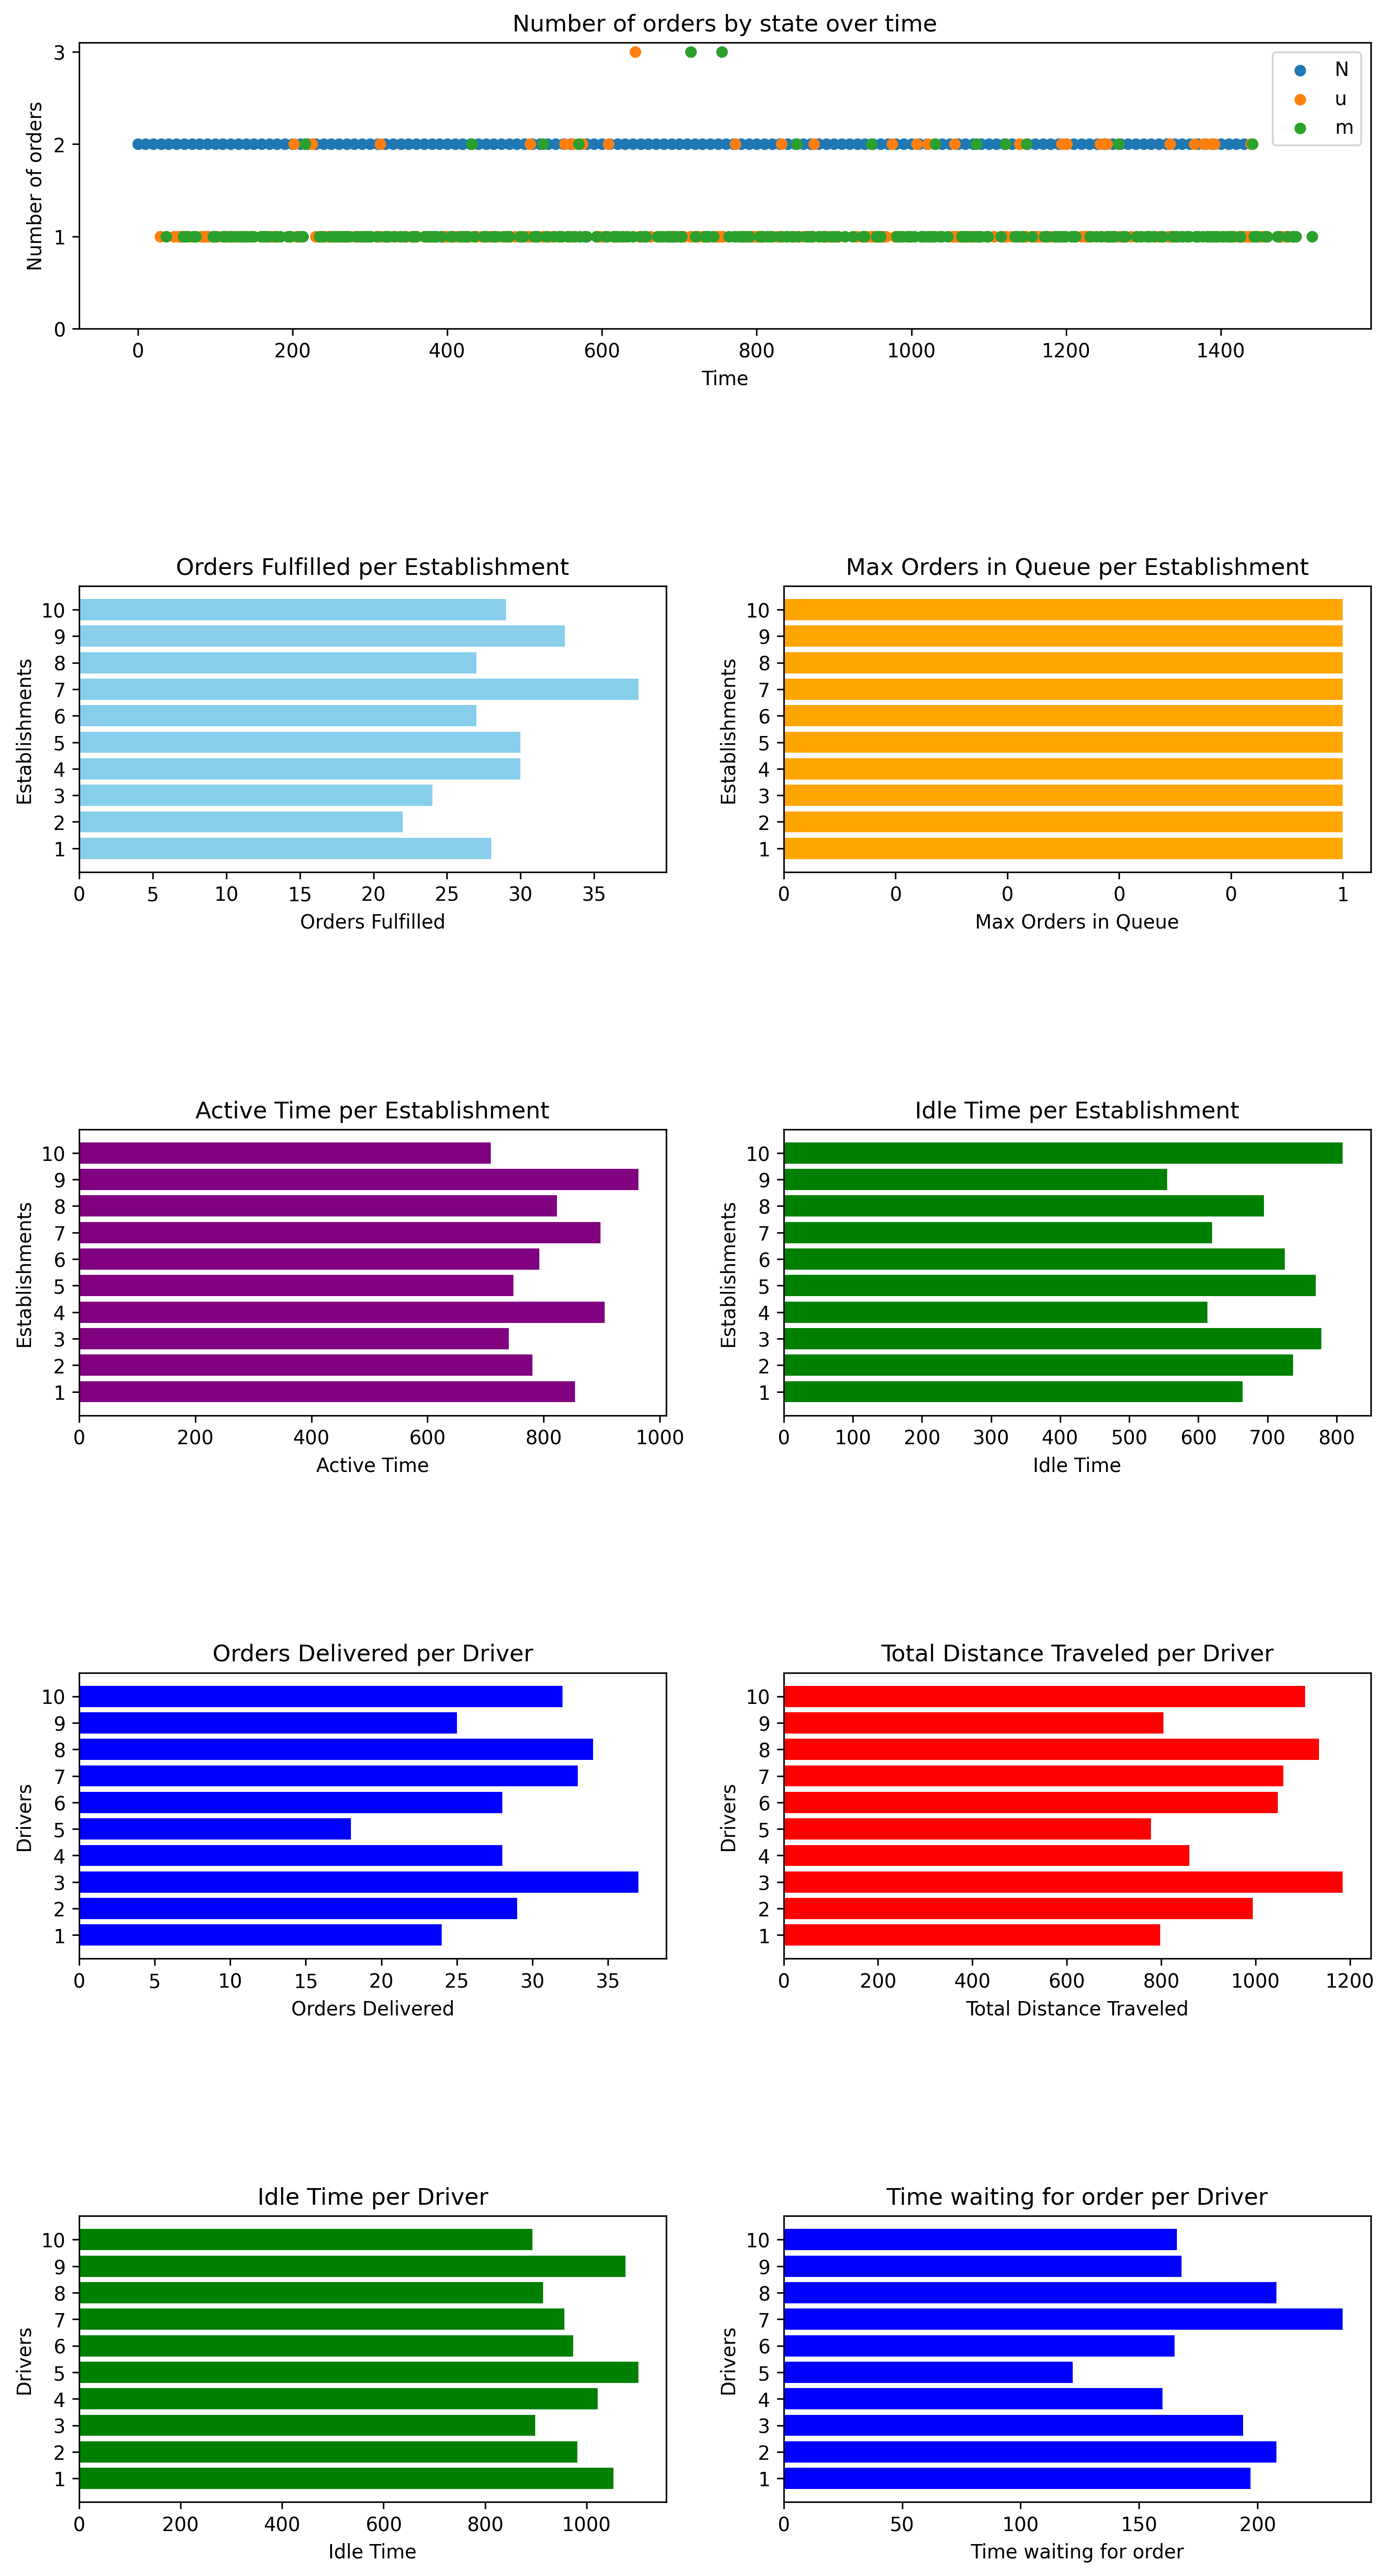 Number of orders by state over time
Number of orders
3
2
1
0
N
u
m
0 200 400 600 800 1000 1200 1400
Time
Orders Fulfilled per Establishment
Establishments
10
9
8
7
6
5
4
3
2
1
0 5 10 15 20 25 30 35
Orders Fulfilled
Max Orders in Queue per Establishment
Establishments
10
9
8
7
6
5
4
3
2
1
0 0 0 0 0 1
Max Orders in Queue
Active Time per Establishment
Establishments
10
9
8
7
6
5
4
3
2
1
0 200 400 600 800 1000
Active Time
Idle Time per Establishment
Establishments
10
9
8
7
6
5
4
3
2
1
0 100 200 300 400 500 600 700 800
Idle Time
Orders Delivered per Driver
Drivers
10
9
8
7
6
5
4
3
2
1
0 5 10 15 20 25 30 35
Orders Delivered
Total Distance Traveled per Driver
Drivers
10
9
8
7
6
5
4
3
2
1
0 200 400 600 800 1000 1200
Total Distance Traveled
Idle Time per Driver
Drivers
10
9
8
7
6
5
4
3
2
1
0 200 400 600 800 1000
Idle Time
Time waiting for order per Driver
Drivers
10
9
8
7
6
5
4
3
2
1
0 50 100 150 200
Time waiting for order